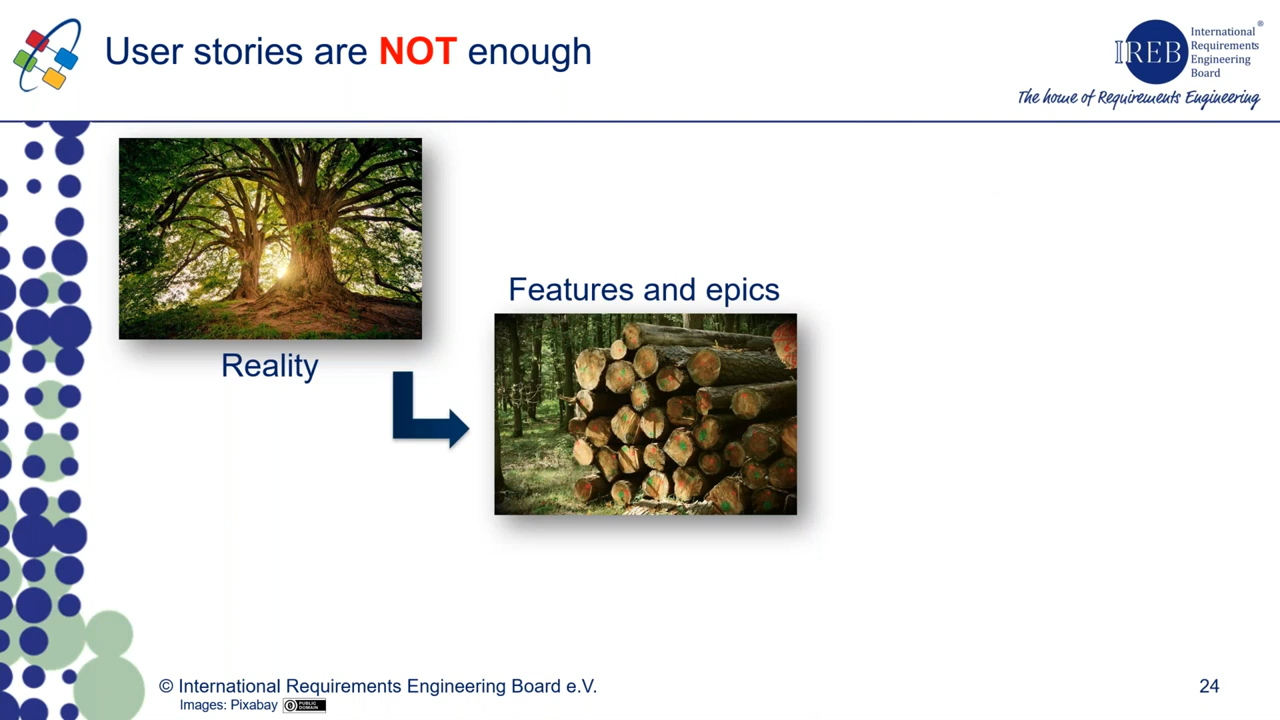 User stories are NOT enough
IREB
International
Requirements
Engineering
Board
®
The home of Requirements Engineering
Features and epics
Reality
© International Requirements Engineering Board e.V.
Images: Pixabay
PUBLIC
DOMAIN
24